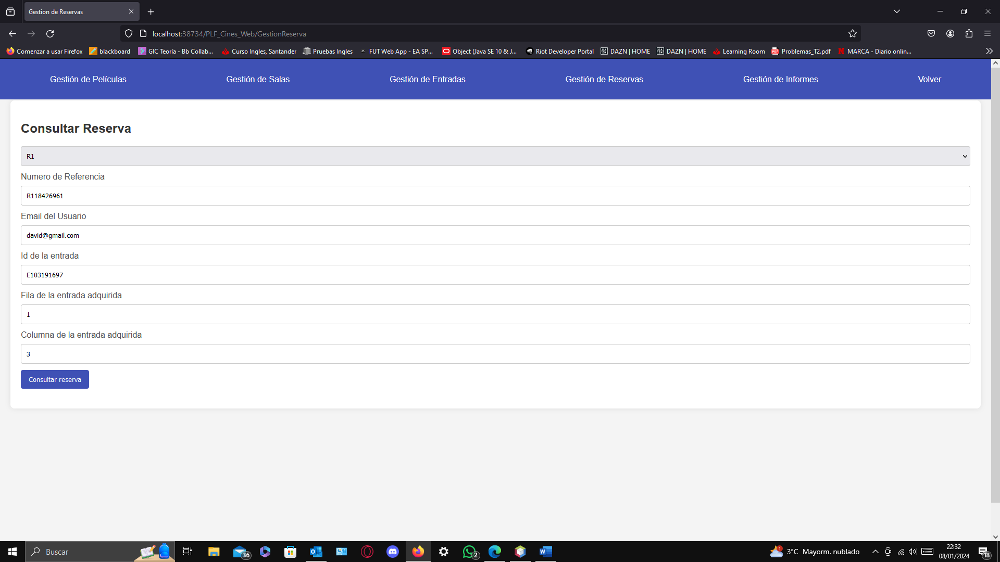 Gestion de Reservas
localhost:38734/PLF_Cines_Web/GestionReserva
Comenzar a usar Firefox blackboard GIC Teoría - Bb Collab... Curso Ingles, Santander Pruebas Ingles FUT Web App - EA SP... Object (Java SE 10 & J... Riot Developer Portal DAZN | HOME DAZN | HOME Learning Room Problemas_T2.pdf MARCA - Diario onlin...
Gestión de Películas Gestión de Salas Gestión de Entradas Gestión de Reservas Gestión de Informes Volver
Consultar Reserva
R1
Numero de Referencia
R118426961
Email del Usuario
david@gmail.com
Id de la entrada
E103191697
Fila de la entrada adquirida
1
Columna de la entrada adquirida
3
Consultar reserva
Buscar 36 2 1 3°C Mayorm. nublado 22:32
08/01/2024 18